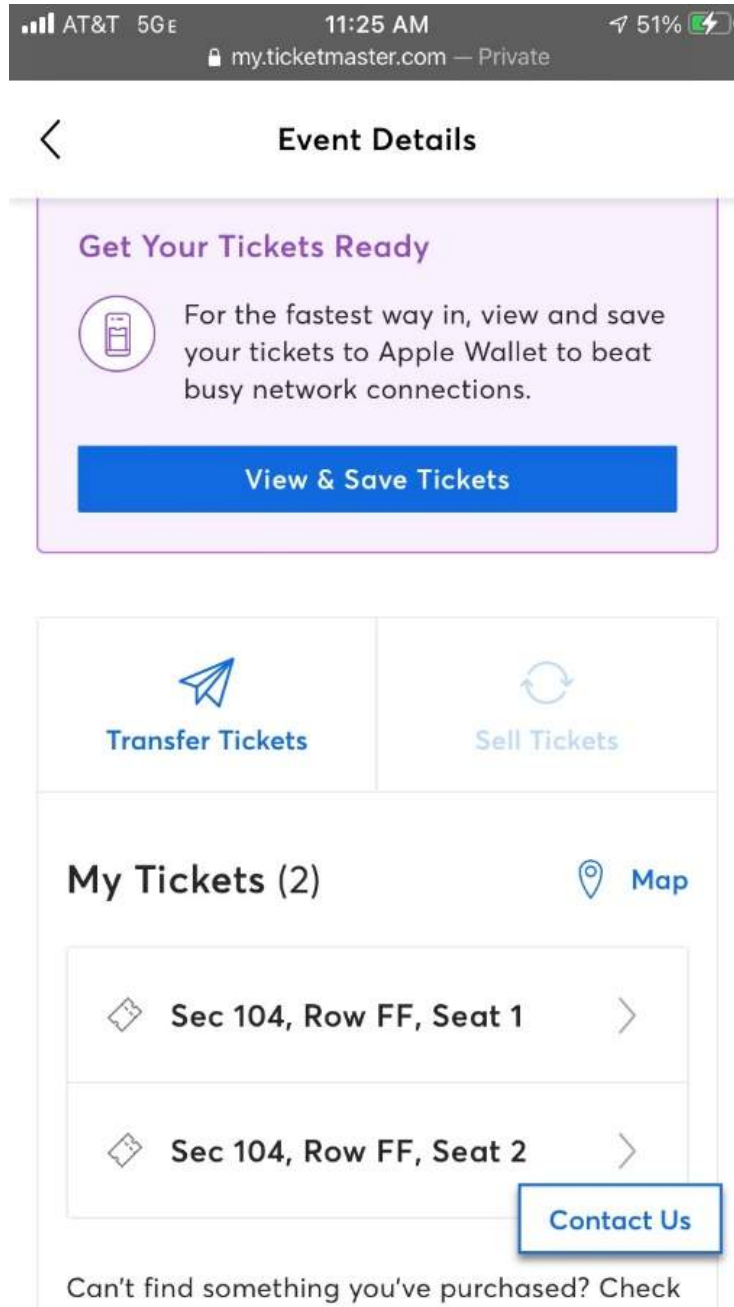 AT&T 5GE 11:25 AM 51%
my.ticketmaster.com — Private
Event Details
Get Your Tickets Ready
For the fastest way in, view and save
your tickets to Apple Wallet to beat
busy network connections.
View & Save Tickets
Transfer Tickets Sell Tickets
My Tickets (2) Map
Sec 104, Row FF, Seat 1
Sec 104, Row FF, Seat 2
Contact Us
Can't find something you've purchased? Check